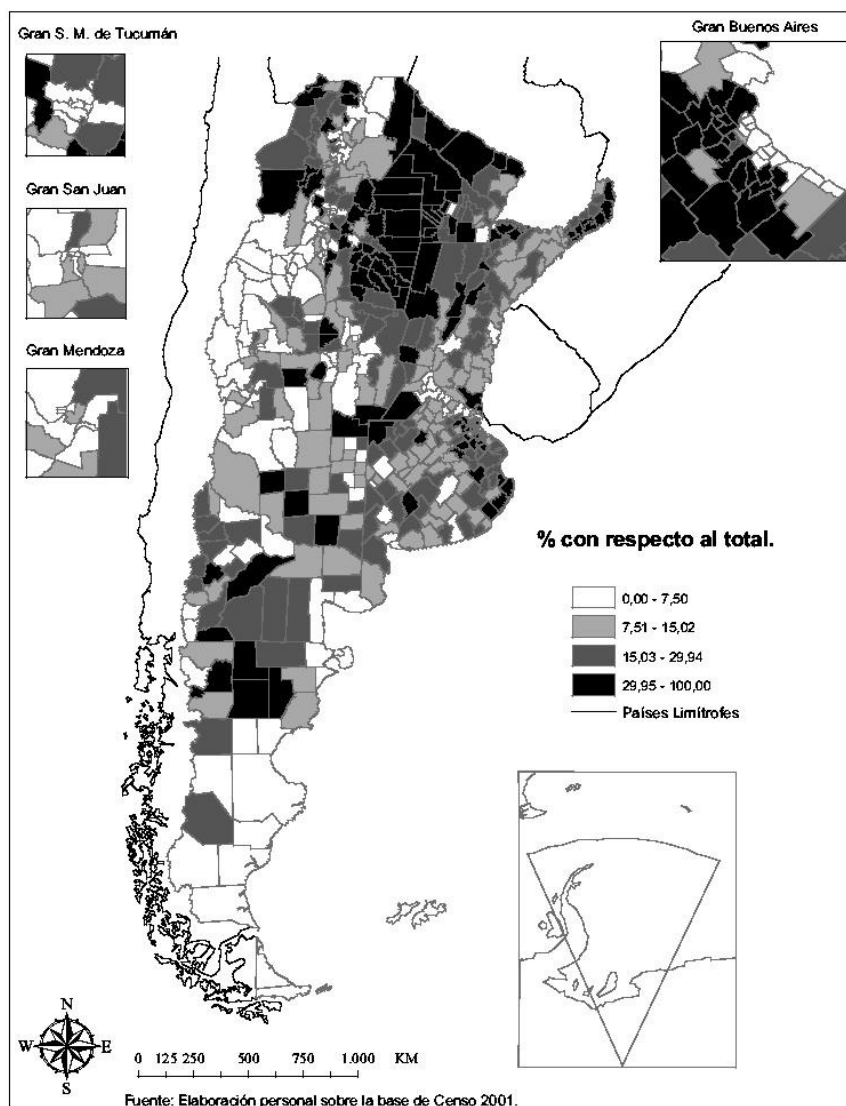 Gran S. M. de Tucumán
Gran Buenos Aires
Gran San Juan
Gran Mendoza
% con respecto al total.
0,00 - 7,50
7,51 - 15,02
15,03 - 29,94
29,95 - 100,00
Países Limítrofes
N
W E
S
0 125 250 500 750 1.000 KM
Fuente: Elaboración personal sobre la base de Censo 2001.